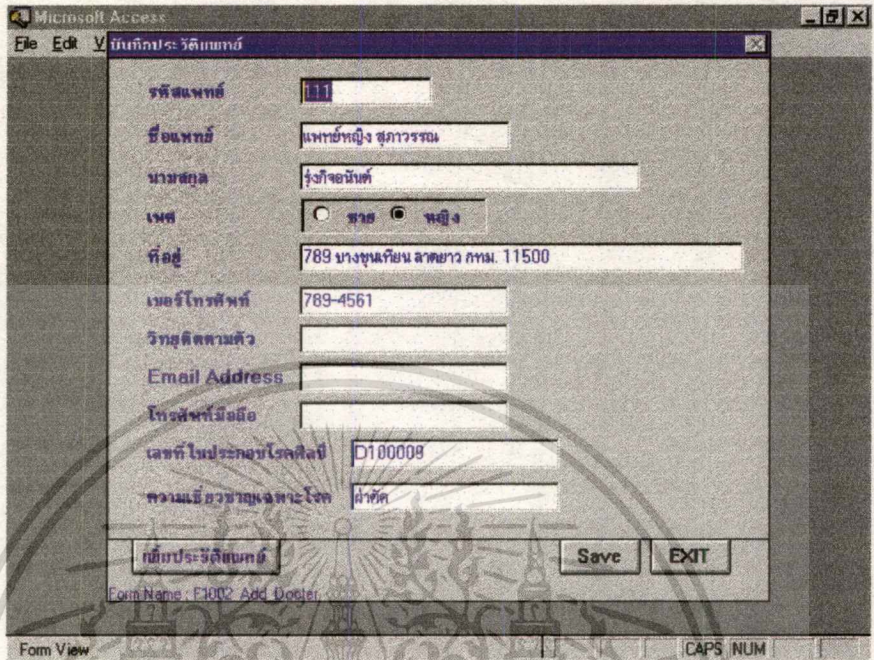 Microsoft Access
File Edit V
บันทึกประวัติแพทย์
รหัสแพทย์ 111
ชื่อแพทย์ แพทย์หญิง สุภาวรรณ
นามสกุล รุ่งกิจอนันต์
เพศ ชาย หญิง
ที่อยู่ 789 บางขุนเทียน ลาดยาว กทม. 11500
เบอร์โทรศัพท์ 789-4561
วิทยุติดตามตัว
Email Address
โทรศัพท์มือถือ
เลขที่ใบประกอบโรคศิลป์ D100008
ความเชี่ยวชาญเฉพาะโรค ผ่าตัด
เพิ่มประวัติแพทย์ Save EXIT
Form Name : F1002_Add_Docter
Form View CAPS NUM